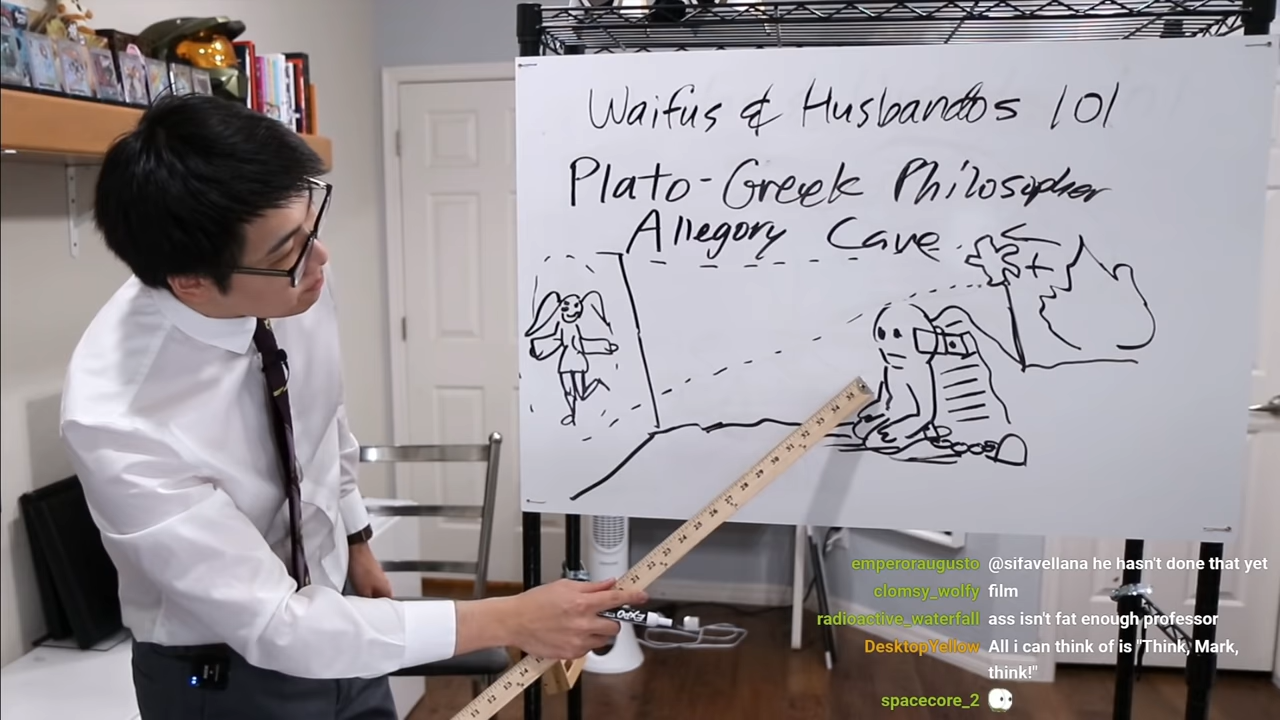 Waifus & Husbandos 101
Plato-Greek Philosopher
Allegory Cave
EXPO
emperoraugusto @sifavellana he hasn't done that yet
clomsy_wolfy film
radioactive_waterfall ass isn't fat enough professor
DesktopYellow All i can think of is "Think, Mark,
think!"
spacecore_2